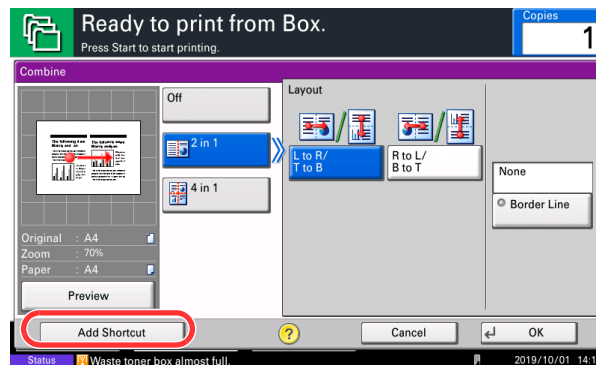 Ready to print from Box.
Press Start to start printing.
Copies
1
Combine
Off
2 in 1
4 in 1
Layout
L to R/
T to B
R to L/
B to T
None
Border Line
Original : A4
Zoom : 70%
Paper : A4
Preview
Add Shortcut
?
Cancel
OK
Status
Waste toner box almost full.
2019/10/01 14:1